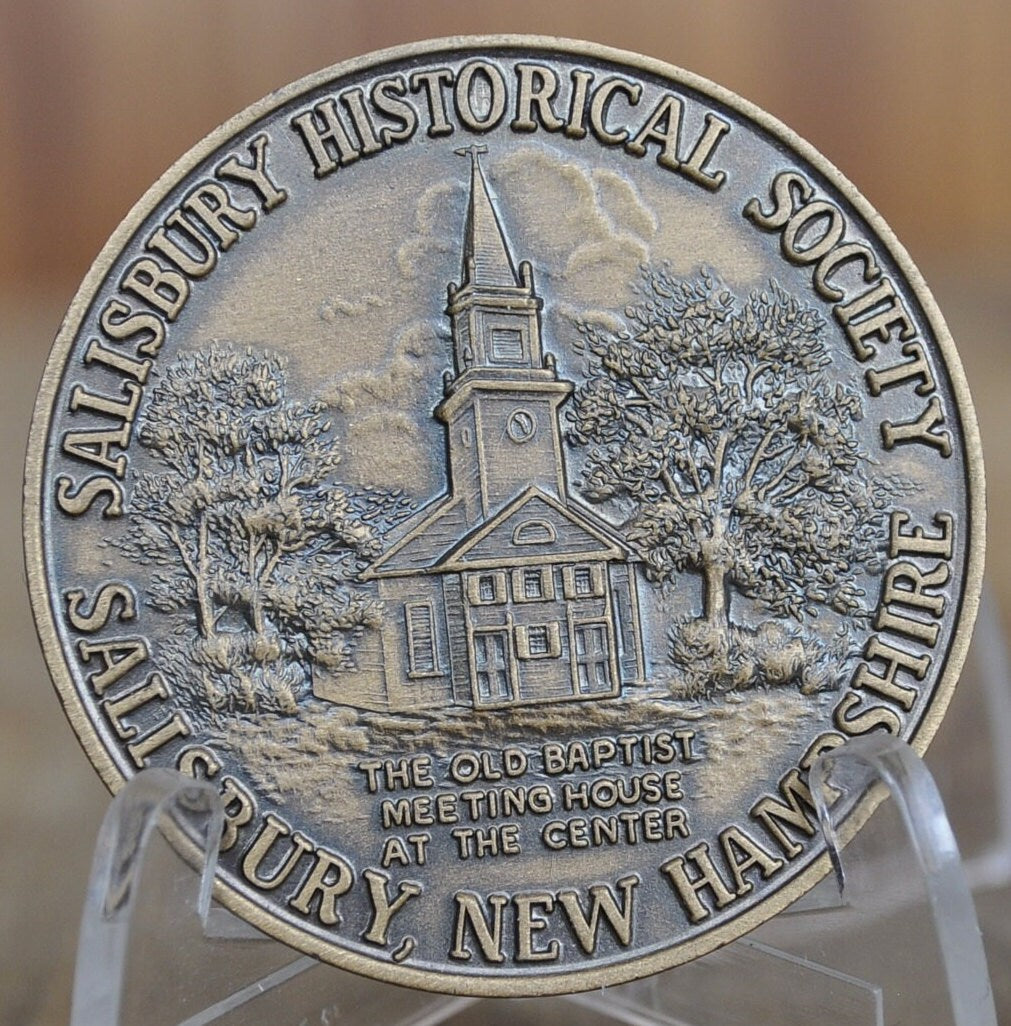 SALISBURY HISTORICAL SOCIETY
THE OLD BAPTIST
MEETING HOUSE
AT THE CENTER
SALISBURY, NEW HAMPSHIRE